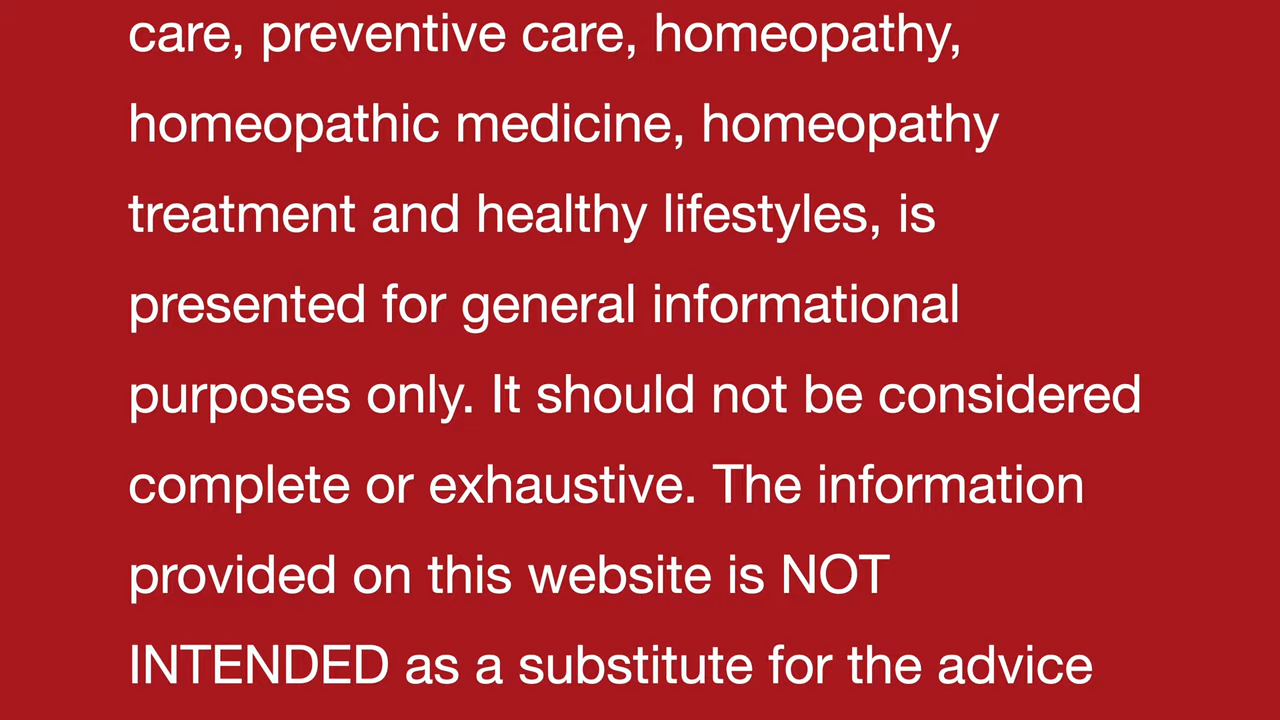 care, preventive care, homeopathy,
homeopathic medicine, homeopathy
treatment and healthy lifestyles, is
presented for general informational
purposes only. It should not be considered
complete or exhaustive. The information
provided on this website is NOT
INTENDED as a substitute for the advice